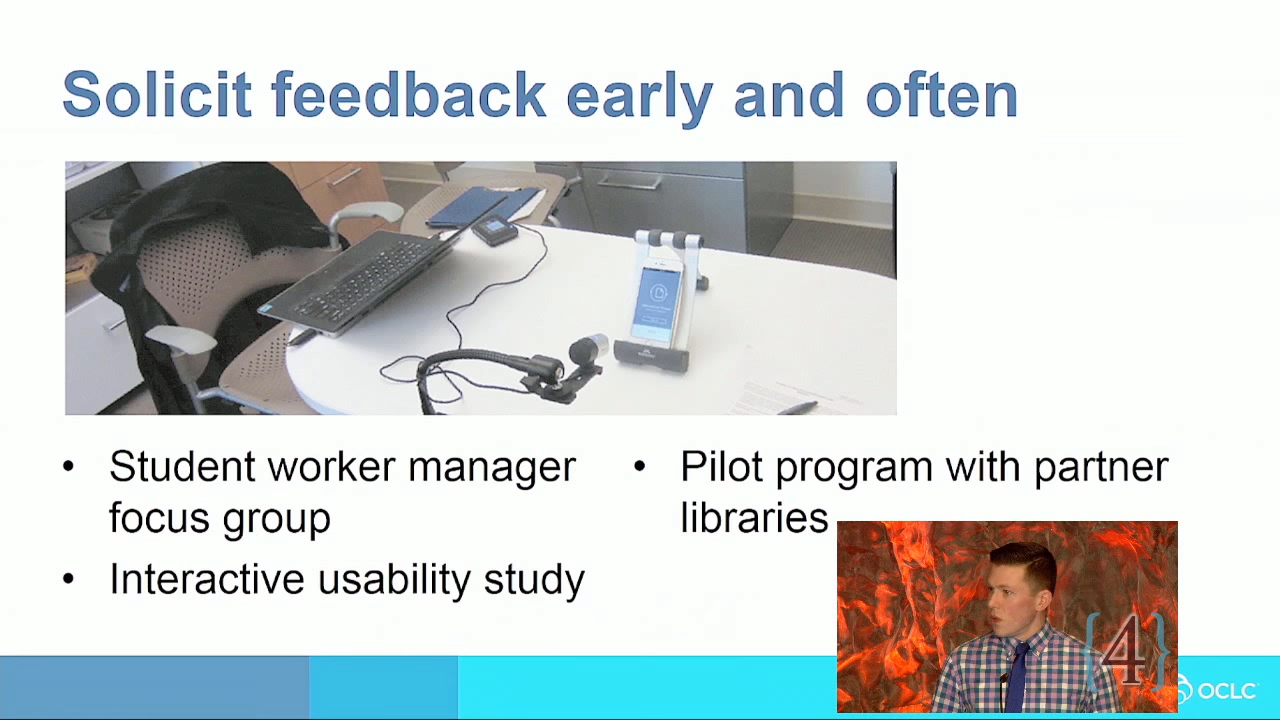 Solicit feedback early and often
• Student worker manager
focus group
• Interactive usability study
• Pilot program with partner
libraries
{4}
OCLC